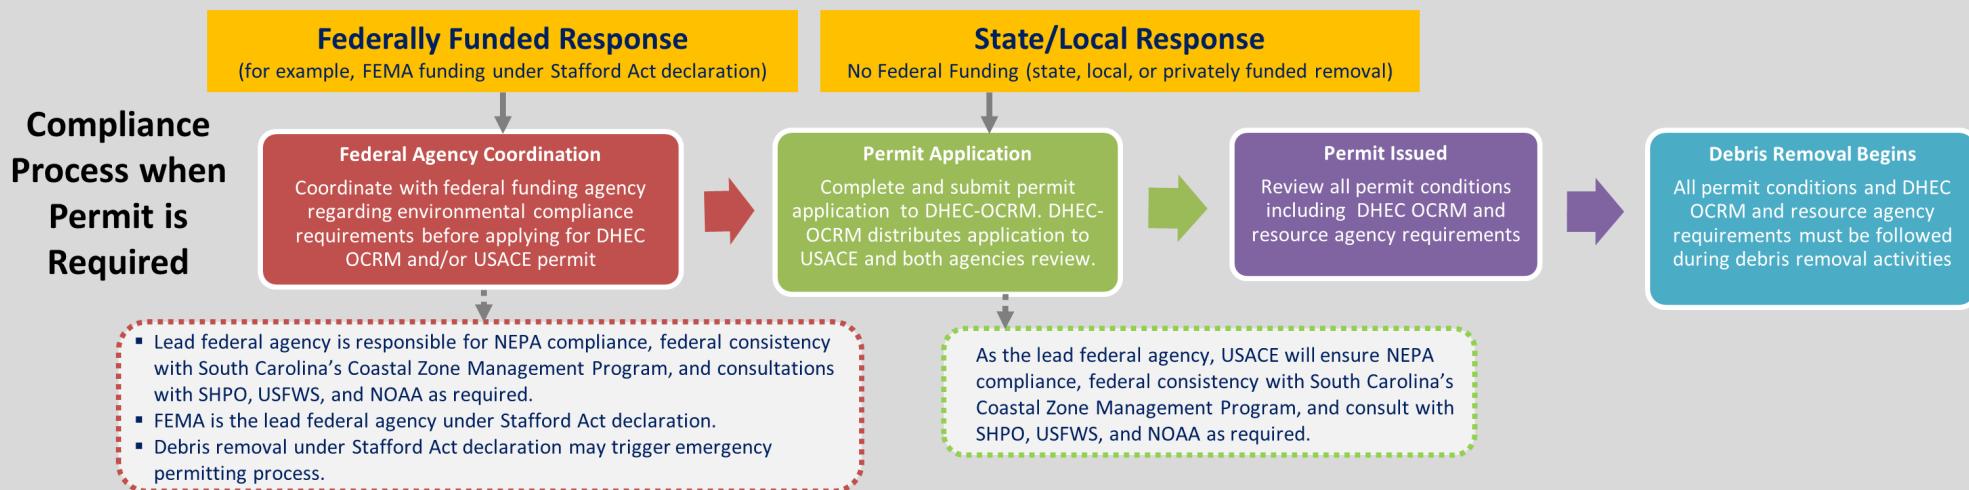 Compliance
Process when
Permit is
Required
Federally Funded Response
(for example, FEMA funding under Stafford Act declaration)
State/Local Response
No Federal Funding (state, local, or privately funded removal)
Federal Agency Coordination
Coordinate with federal funding agency
regarding environmental compliance
requirements before applying for DHEC
OCRM and/or USACE permit
Permit Application
Complete and submit permit
application to DHEC-OCRM. DHEC-
OCRM distributes application to
USACE and both agencies review.
Permit Issued
Review all permit conditions
including DHEC OCRM and
resource agency requirements
Debris Removal Begins
All permit conditions and DHEC
OCRM and resource agency
requirements must be followed
during debris removal activities
▪ Lead federal agency is responsible for NEPA compliance, federal consistency
with South Carolina’s Coastal Zone Management Program, and consultations
with SHPO, USFWS, and NOAA as required.
▪ FEMA is the lead federal agency under Stafford Act declaration.
▪ Debris removal under Stafford Act declaration may trigger emergency
permitting process.
As the lead federal agency, USACE will ensure NEPA
compliance, federal consistency with South Carolina’s
Coastal Zone Management Program, and consult with
SHPO, USFWS, and NOAA as required.